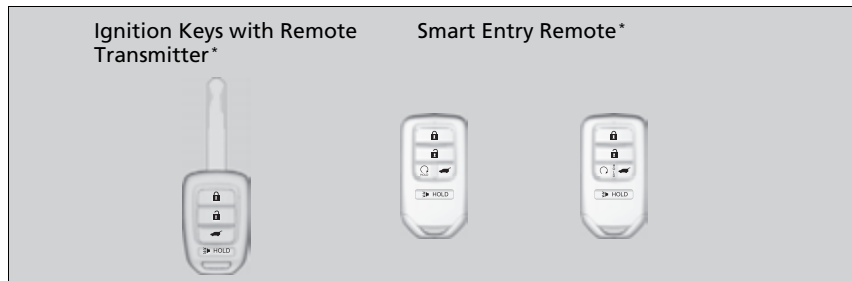 Ignition Keys with Remote
Transmitter*
Smart Entry Remote*
HOLD
HOLD
HOLD